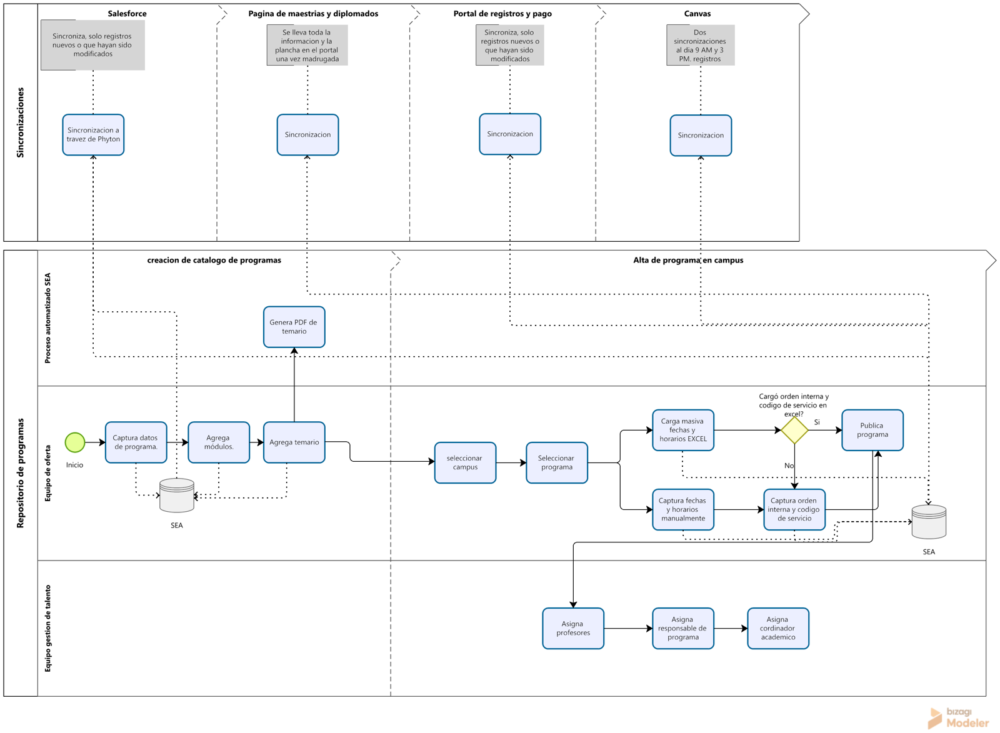 Sincronizaciones
Salesforce
Pagina de maestrias y diplomados
Portal de registros y pago
Canvas
Sincroniza, solo registros
nuevos o que hayan sido
modificados
Se lleva toda la
informacion y la
plancha en el portal
una vez madrugada
Sincroniza, solo
registros nuevos o
que hayan sido
modificados
Dos
sincronizaciones
al dia 9 AM y 3
PM. registros
Sincronizacion a
travez de Phyton
Sincronizacion
Sincronizacion
Sincronizacion
Repositorio de programas
creacion de catalogo de programas
Alta de programa en campus
Proceso automatizado SEA
Genera PDF de
temario
Equipo de oferta
Inicio
Captura datos
de programa.
Agrega
módulos.
Agrega temario
SEA
seleccionar
campus
Seleccionar
programa
Carga masiva
fechas y
horarios EXCEL
Cargó orden interna y
codigo de servicio en
excel?
Si
No
Publica
programa
Captura fechas
y horarios
manualmente
Captura orden
interna y codigo
de servicio
SEA
Equipo gestion de talento
Asigna
profesores
Asigna
responsable de
programa
Asigna
cordinador
academico
bizagi
Modeler